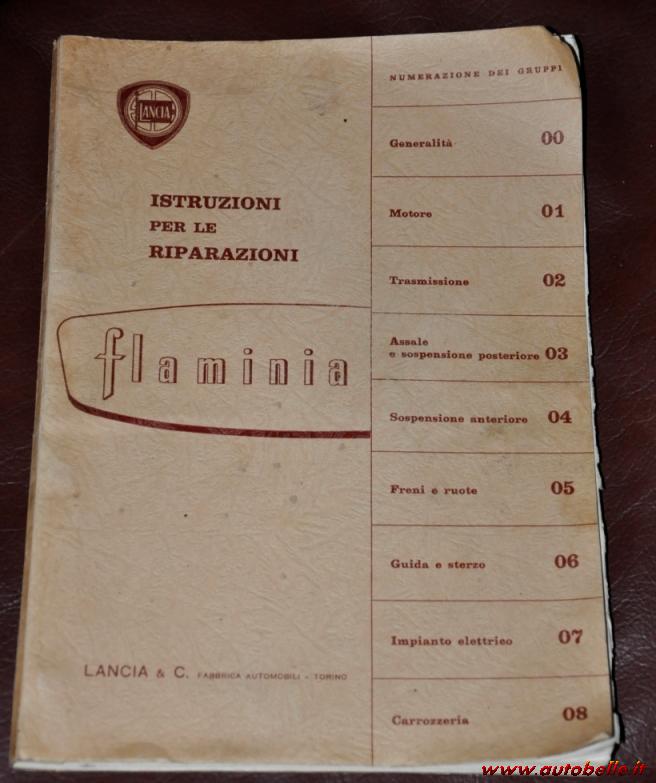 LANCIA
ISTRUZIONI
PER LE
RIPARAZIONI
flaminia
LANCIA & C. FABBRICA AUTOMOBILI - TORINO
NUMERAZIONE DEI GRUPPI
Generalità 00
Motore 01
Trasmissione 02
Assale
e sospensione posteriore 03
Sospensione anteriore 04
Freni e ruote 05
Guida e sterzo 06
Impianto elettrico 07
Carrozzeria 08
www.autobelle.it